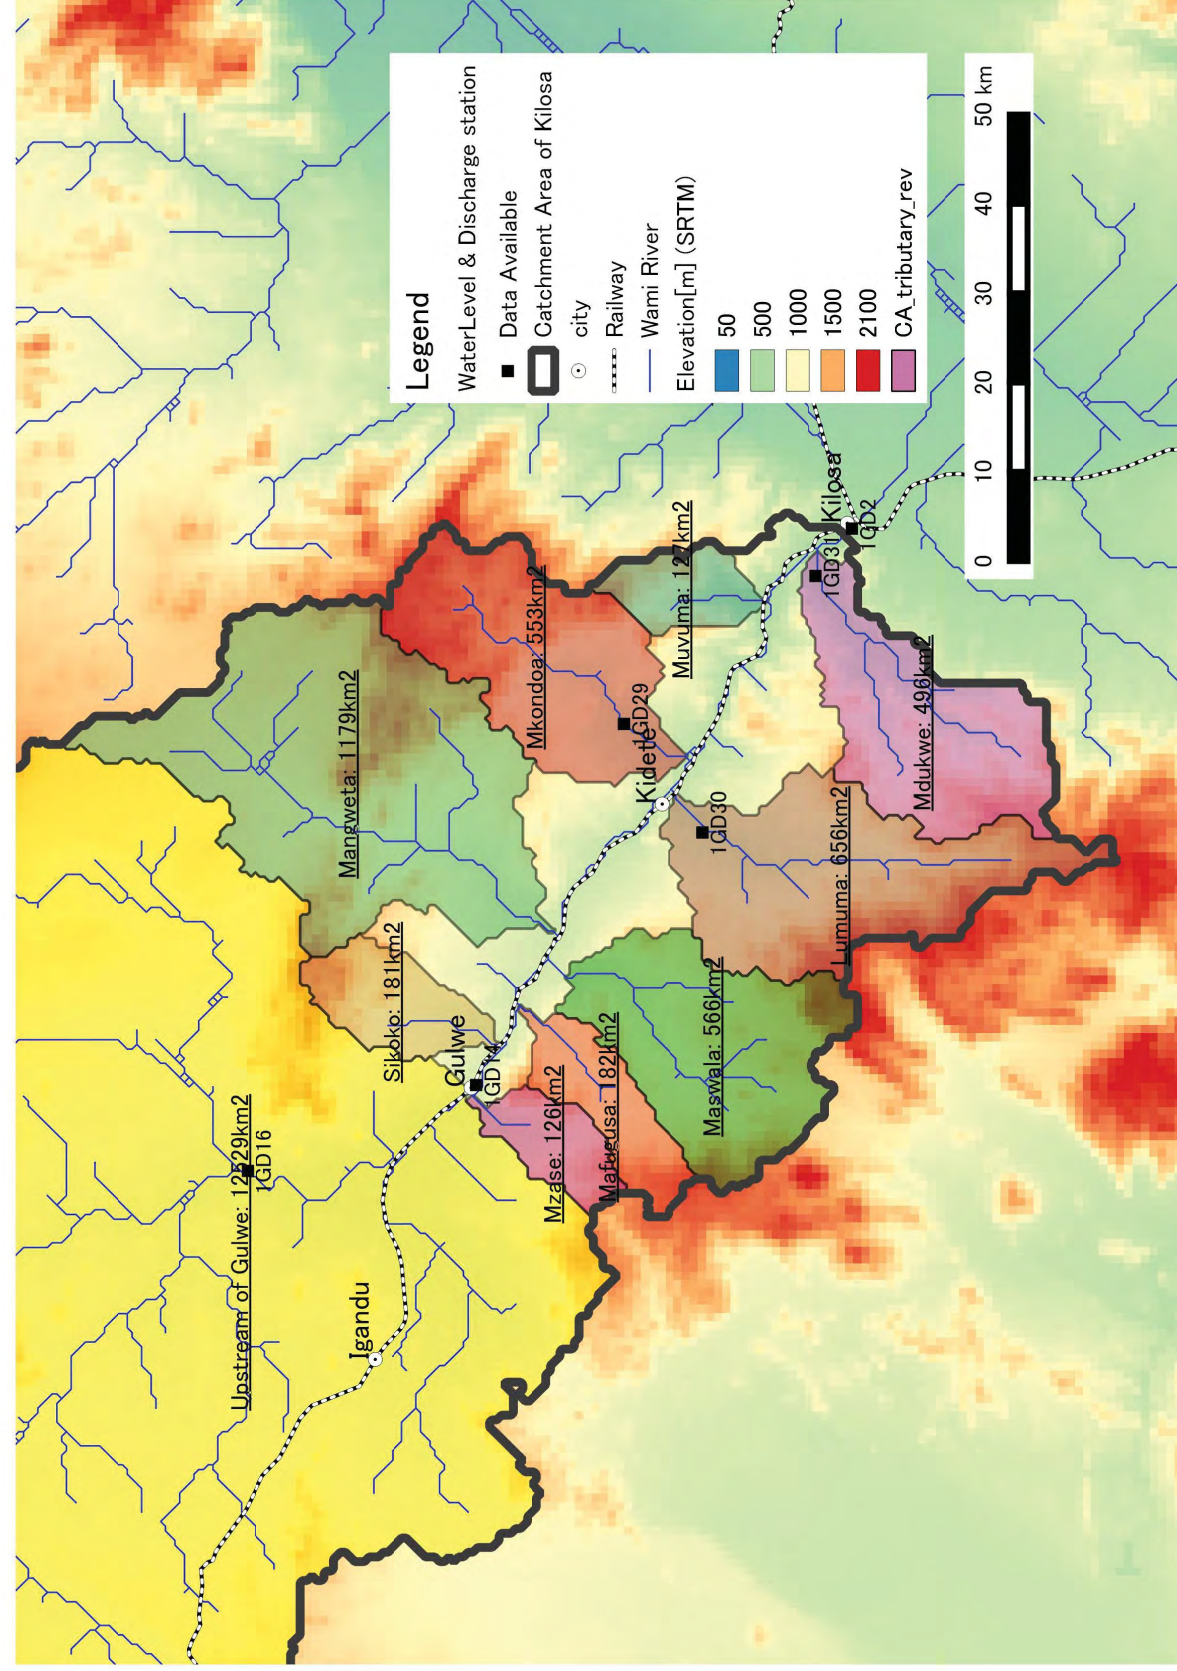 Legend
WaterLevel & Discharge station
Data Available
Catchment Area of Kilosa
city
Railway
Wami River
Elevation[m] (SRTM)
50
500
1000
1500
2100
CA_tributary_rev
0 10 20 30 40 50 km
Upstream of Gulwe: 12529km2
1GD16
Igandu
Mangweta: 1179km2
Sikoko: 181km2
Gulwe
1GD14
Mzase: 126km2
Mafugusa: 182km2
Maswala: 566km2
Mkondoa: 553km2
1GD29
Kidete
1GD30
Muvuma: 127km2
Lumuma: 656km2
Mdukwe: 496km2
1GD31
Kilosa
1GD2